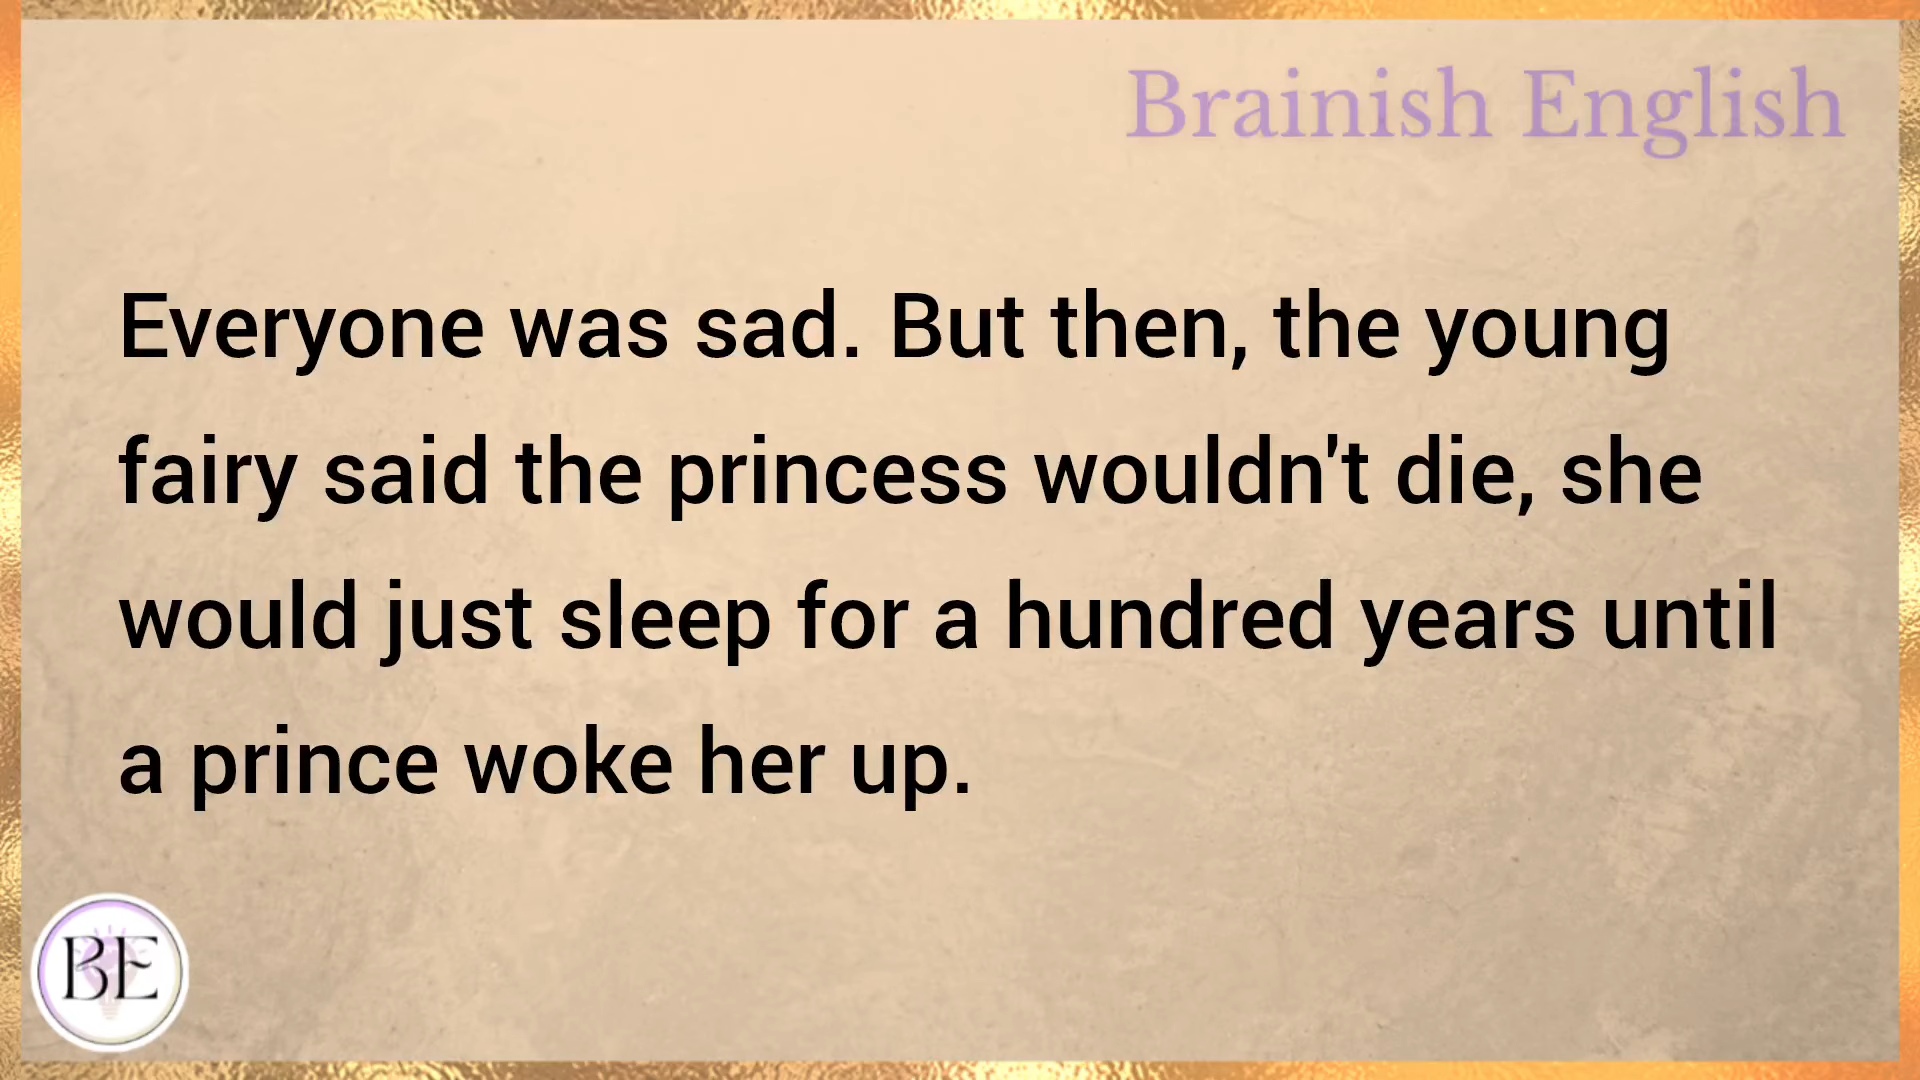 Brainish English
Everyone was sad. But then, the young
fairy said the princess wouldn't die, she
would just sleep for a hundred years until
a prince woke her up.
BE